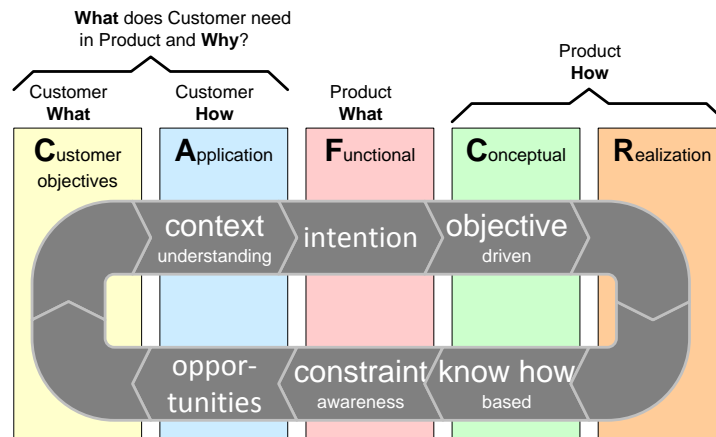 What does Customer need
in Product and Why?
Product
How
Customer
What
Customer
How
Product
What
Customer
objectives
Application
Functional
Conceptual
Realization
context
understanding
intention
objective
driven
oppor-
tunities
constraint
awareness
know how
based